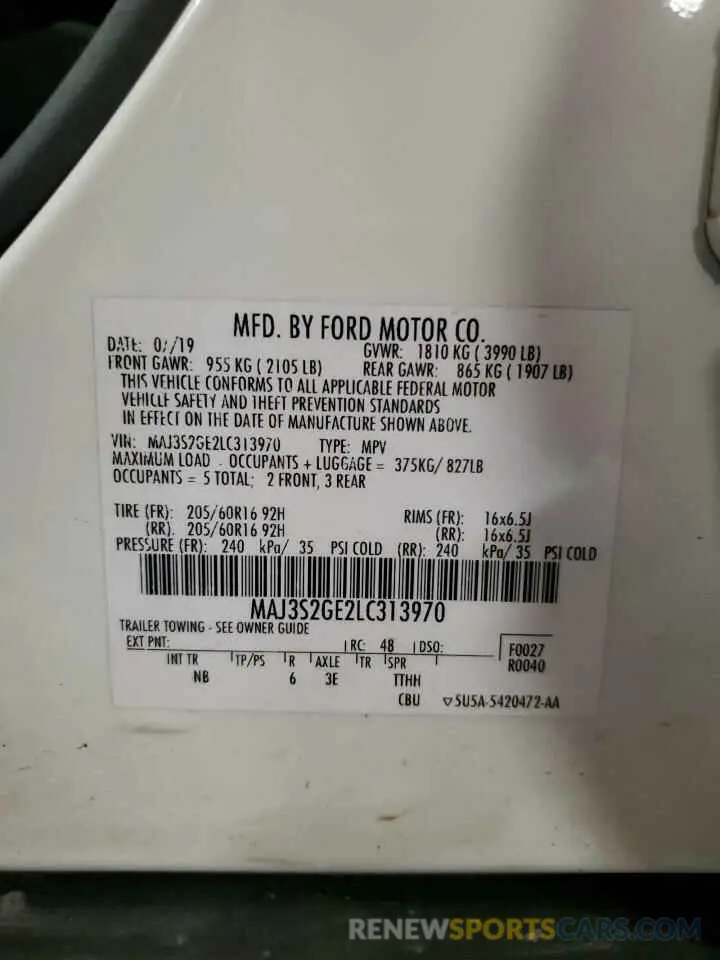 MFD. BY FORD MOTOR CO.
DATE: /19
GVWR: 1810 KG ( 3990 LB)
FRONT GAWR: 955 KG ( 2105 LB)
REAR GAWR: 865 KG ( 1907 LB)
THIS VEHICLE CONFORMS TO ALL APPLICABLE FEDERAL MOTOR
VEHICLE SAFETY AND THEFT PREVENTION STANDARDS
IN EFFECT ON THE DATE OF MANUFACTURE SHOWN ABOVE.
VIN: MAJ3S2GE2LC313970 TYPE: MPV
MAXIMUM LOAD . OCCUPANTS + LUGGAGE = 375KG/ 827LB
OCCUPANTS = 5 TOTAL; 2 FRONT, 3 REAR
TIRE (FR): 205/60R16 92H RIMS (FR): 16x6.5J
(RR). 205/60R16 92H (RR): 16x6.5J
PRESSURE (FR): 240 kPa/ 35 PSI COLD (RR): 240 kPa/ 35 PSI COLD
MAJ3S2GE2LC313970
TRAILER TOWING - SEE OWNER GUIDE
EXT PNT: RC: 48 DSO: F0027
R0040
INT TR TP/PS R AXLE TR SPR
NB 6 3E TTHH
CBU ▽ SU5A-5420472-AA
RENEWSPORTSCARS.COM